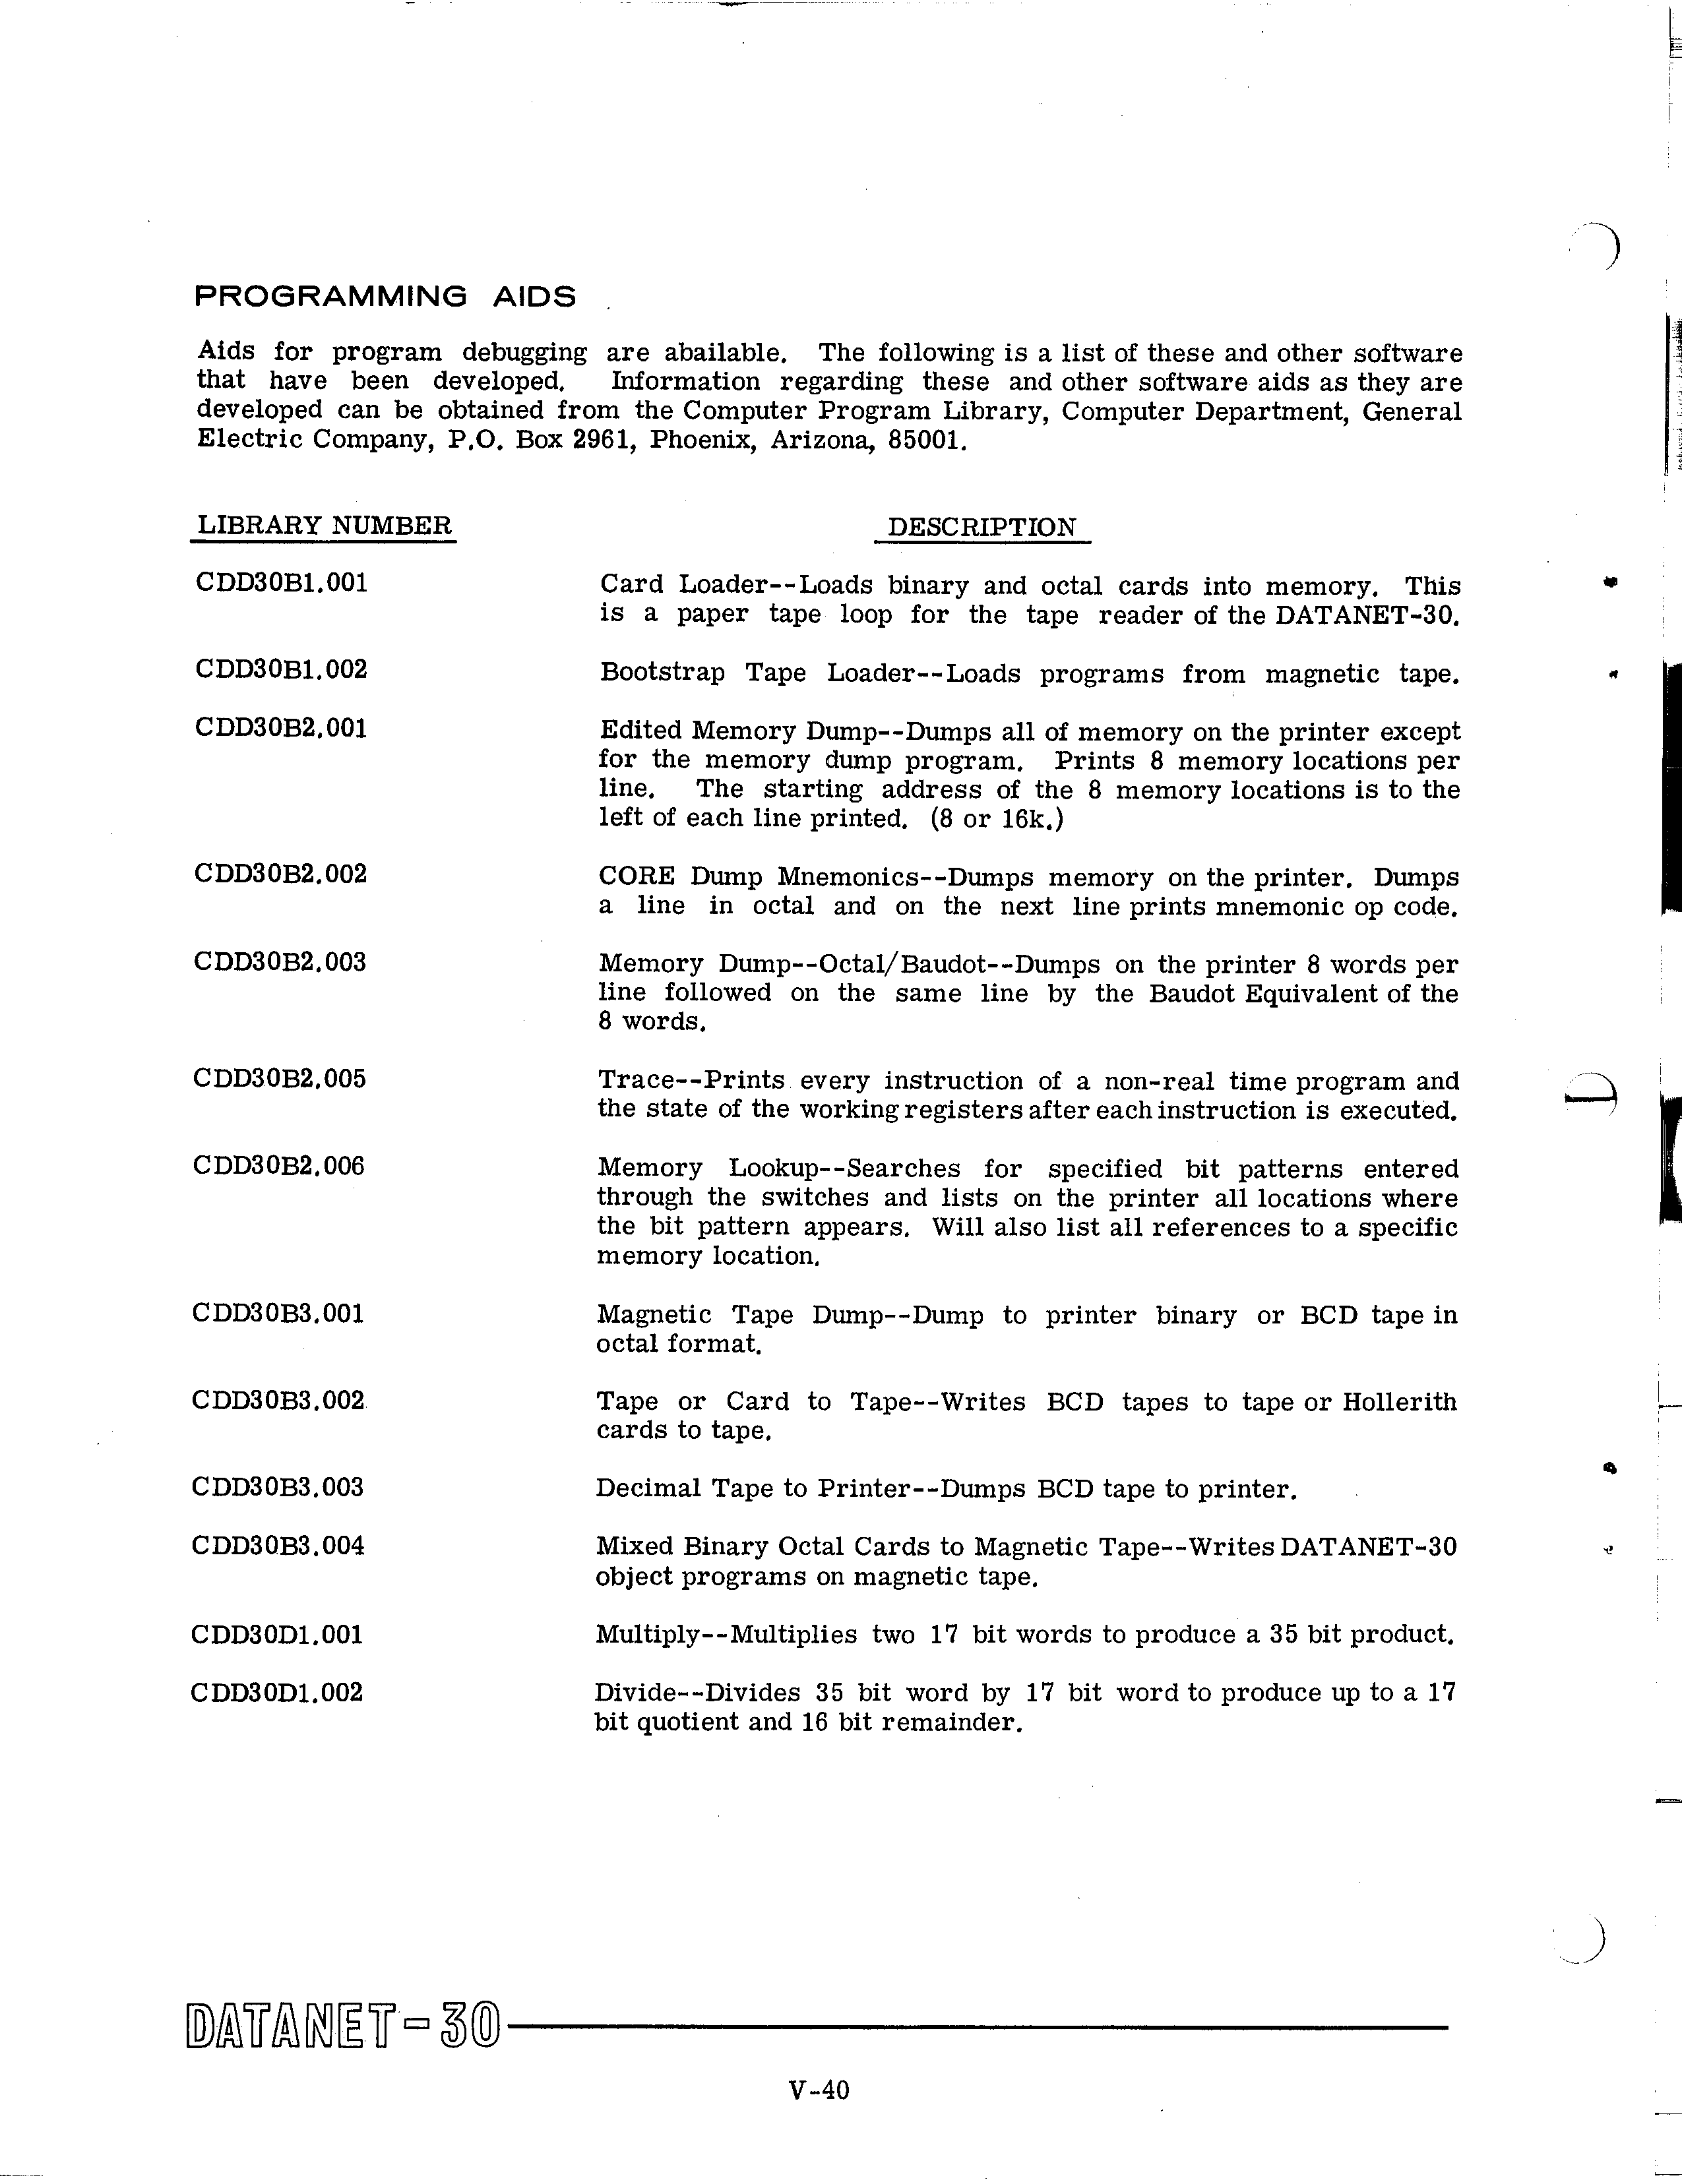 PROGRAMMING AIDS
Aids for program debugging are abailable. The following is a list of these and other software
that have been developed. Information regarding these and other software aids as they are
developed can be obtained from the Computer Program Library, Computer Department, General
Electric Company, P.O. Box 2961, Phoenix, Arizona, 85001.
LIBRARY NUMBER DESCRIPTION
CDD30B1.001 Card Loader--Loads binary and octal cards into memory. This
is a paper tape loop for the tape reader of the DATANET-30.
CDD30B1.002 Bootstrap Tape Loader--Loads programs from magnetic tape.
CDD30B2.001 Edited Memory Dump--Dumps all of memory on the printer except
for the memory dump program. Prints 8 memory locations per
line. The starting address of the 8 memory locations is to the
left of each line printed. (8 or 16k.)
CDD30B2.002 CORE Dump Mnemonics--Dumps memory on the printer. Dumps
a line in octal and on the next line prints mnemonic op code.
CDD30B2.003 Memory Dump--Octal/Baudot--Dumps on the printer 8 words per
line followed on the same line by the Baudot Equivalent of the
8 words.
CDD30B2.005 Trace--Prints every instruction of a non-real time program and
the state of the working registers after each instruction is executed.
CDD30B2.006 Memory Lookup--Searches for specified bit patterns entered
through the switches and lists on the printer all locations where
the bit pattern appears. Will also list all references to a specific
memory location.
CDD30B3.001 Magnetic Tape Dump--Dump to printer binary or BCD tape in
octal format.
CDD30B3.002 Tape or Card to Tape--Writes BCD tapes to tape or Hollerith
cards to tape.
CDD30B3.003 Decimal Tape to Printer--Dumps BCD tape to printer.
CDD30B3.004 Mixed Binary Octal Cards to Magnetic Tape--Writes DATANET-30
object programs on magnetic tape.
CDD30D1.001 Multiply--Multiplies two 17 bit words to produce a 35 bit product.
CDD30D1.002 Divide--Divides 35 bit word by 17 bit word to produce up to a 17
bit quotient and 16 bit remainder.
DATANET-30
V-40